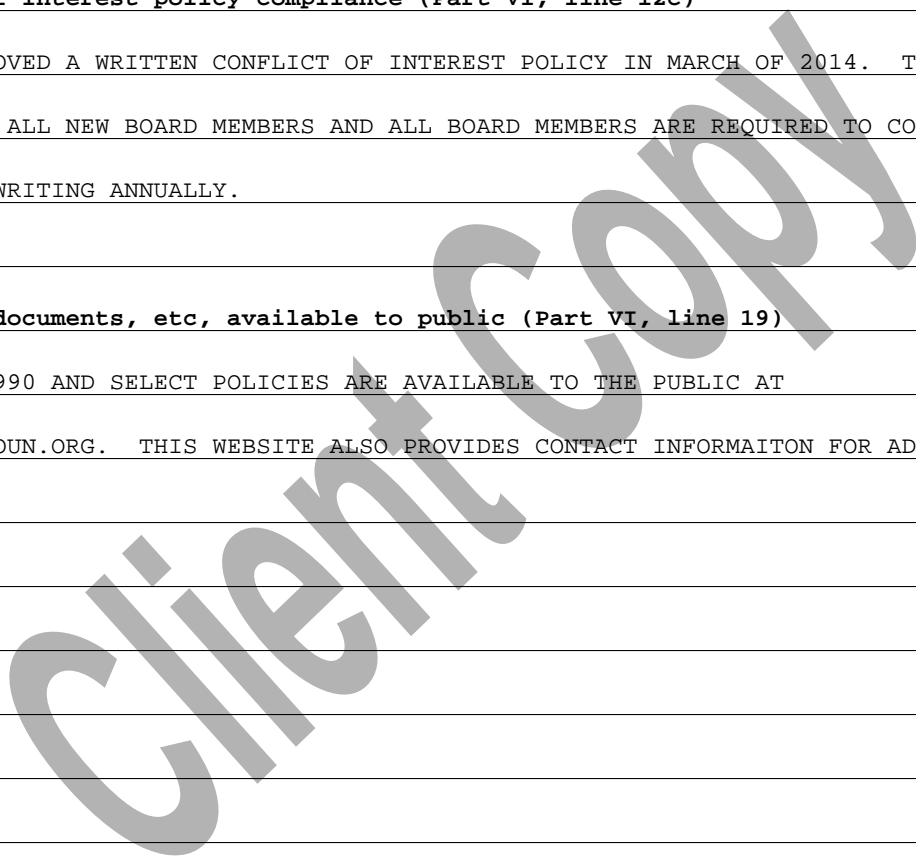 interest policy compliance (Part VI, line 12c)
OVED A WRITTEN CONFLICT OF INTEREST POLICY IN MARCH OF 2014. T
ALL NEW BOARD MEMBERS AND ALL BOARD MEMBERS ARE REQUIRED TO CO
WRITING ANNUALLY.
documents, etc, available to public (Part VI, line 19)
990 AND SELECT POLICIES ARE AVAILABLE TO THE PUBLIC AT
OUN.ORG. THIS WEBSITE ALSO PROVIDES CONTACT INFORMAITON FOR AD
Client Copy